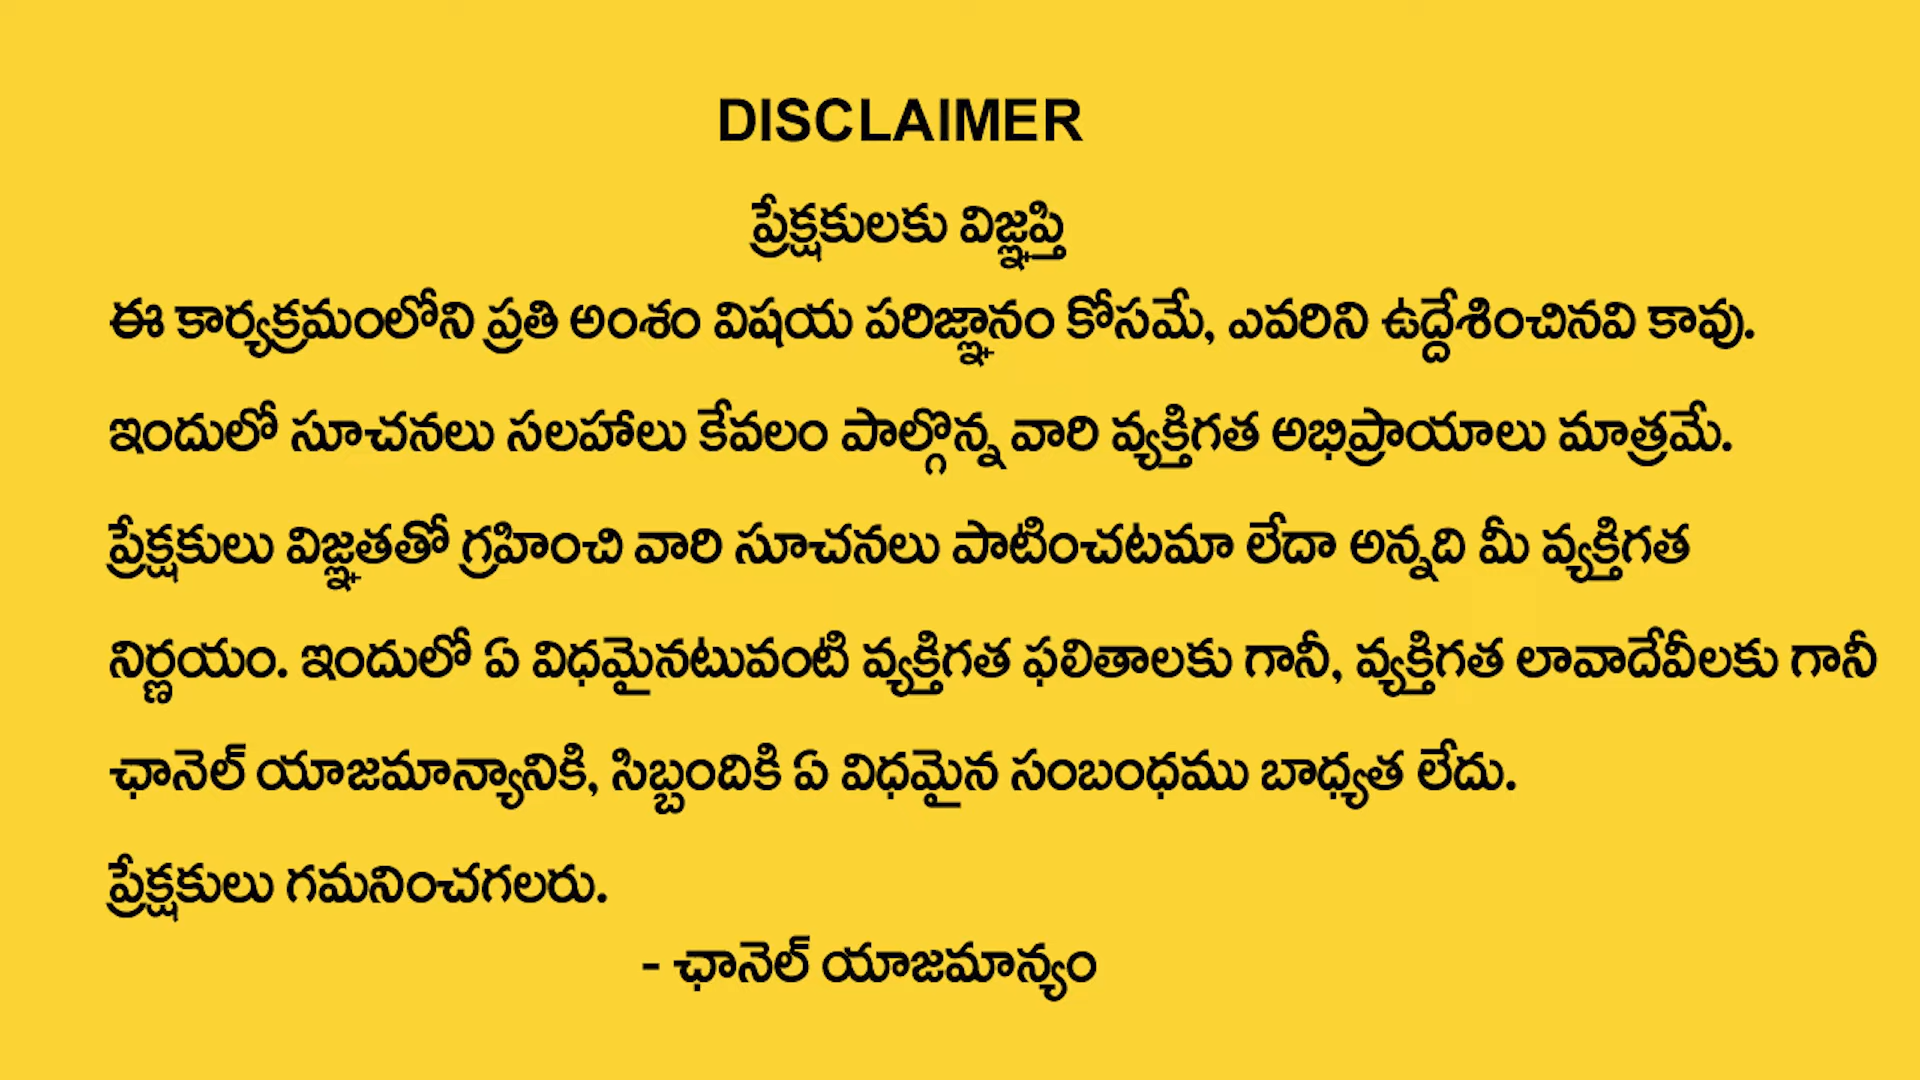 DISCLAIMER
ప్రేక్షకులకు విజ్ఞప్తి
ఈ కార్యక్రమంలోని ప్రతి అంశం విషయ పరిజ్ఞానం కోసమే, ఎవరిని ఉద్దేశించినవి కావు.
ఇందులో సూచనలు సలహాలు కేవలం పాల్గొన్న వారి వ్యక్తిగత అభిప్రాయాలు మాత్రమే.
ప్రేక్షకులు విజ్ఞతతో గ్రహించి వారి సూచనలు పాటించటమా లేదా అన్నది మీ వ్యక్తిగత
నిర్ణయం. ఇందులో ఏ విధమైనటువంటి వ్యక్తిగత ఫలితాలకు గానీ, వ్యక్తిగత లావాదేవీలకు గానీ
ఛానెల్ యాజమాన్యానికి, సిబ్బందికి ఏ విధమైన సంబంధము బాధ్యత లేదు.
ప్రేక్షకులు గమనించగలరు.
- ఛానెల్ యాజమాన్యం